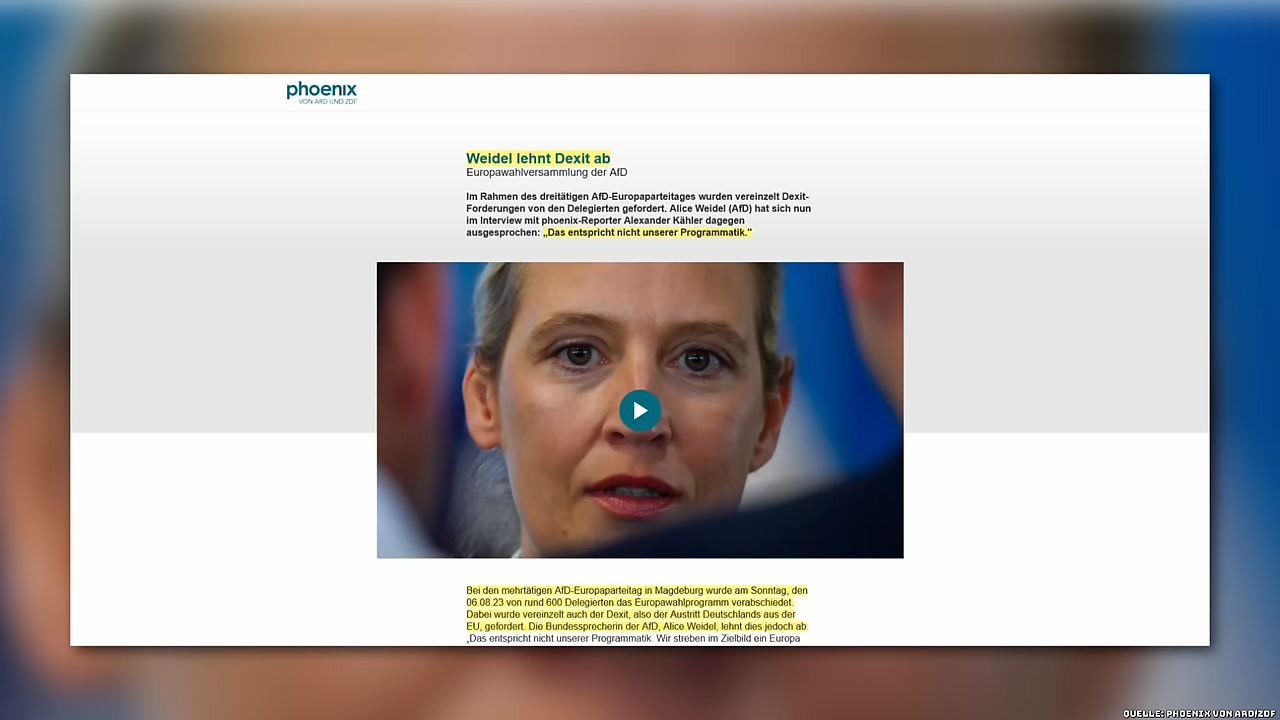 phoenix
VON ARD UND ZDF
Weidel lehnt Dexit ab
Europawahlversammlung der AfD
Im Rahmen des dreitätigen AfD-Europaparteitages wurden vereinzelt Dexit-
Forderungen von den Delegierten gefordert. Alice Weidel (AfD) hat sich nun
im Interview mit phoenix-Reporter Alexander Kähler dagegen
ausgesprochen: „Das entspricht nicht unserer Programmatik."
Bei den mehrtätigen AfD-Europaparteitag in Magdeburg wurde am Sonntag, den
06.08.23 von rund 600 Delegierten das Europawahlprogramm verabschiedet.
Dabei wurde vereinzelt auch der Dexit, also der Austritt Deutschlands aus der
EU, gefordert. Die Bundessprecherin der AfD, Alice Weidel, lehnt dies jedoch ab:
„Das entspricht nicht unserer Programmatik. Wir streben im Zielbild ein Europa
QUELLE: PHOENIX VON ARD/ZDF